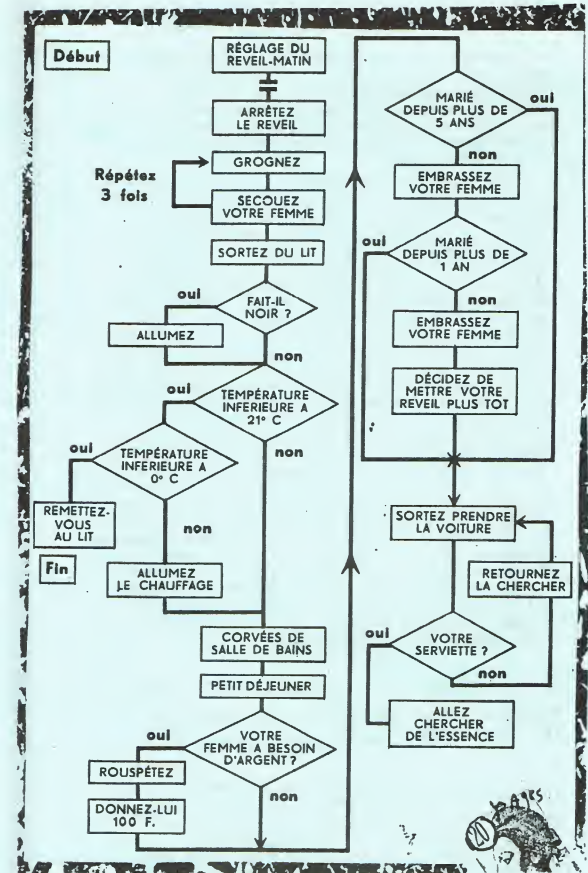 Début
RÉGLAGE DU
REVEIL-MATIN
ARRÊTEZ
LE REVEIL
GROGNEZ
Répétez
3 fois
SECOUEZ
VOTRE FEMME
SORTEZ DU LIT
oui
FAIT-IL
NOIR ?
ALLUMEZ
non
oui
TEMPÉRATURE
INFERIEURE A
21° C
oui
TEMPÉRATURE
INFERIEURE A
0° C
non
REMETTEZ-
VOUS
AU LIT
non
Fin
ALLUMEZ
LE CHAUFFAGE
CORVÉES DE
SALLE DE BAINS
PETIT DÉJEUNER
oui
VOTRE
FEMME A BESOIN
D'ARGENT ?
ROUSPÉTEZ
non
DONNEZ-LUI
100 F.
MARIÉ
DEPUIS PLUS DE
5 ANS
oui
non
EMBRASSEZ
VOTRE FEMME
oui
MARIÉ
DEPUIS PLUS DE
1 AN
non
EMBRASSEZ
VOTRE FEMME
DÉCIDEZ DE
METTRE VOTRE
REVEIL PLUS TOT
SORTEZ PRENDRE
LA VOITURE
RETOURNEZ
LA CHERCHER
oui
VOTRE
SERVIETTE ?
non
ALLEZ
CHERCHER
DE L'ESSENCE
120 PAGES